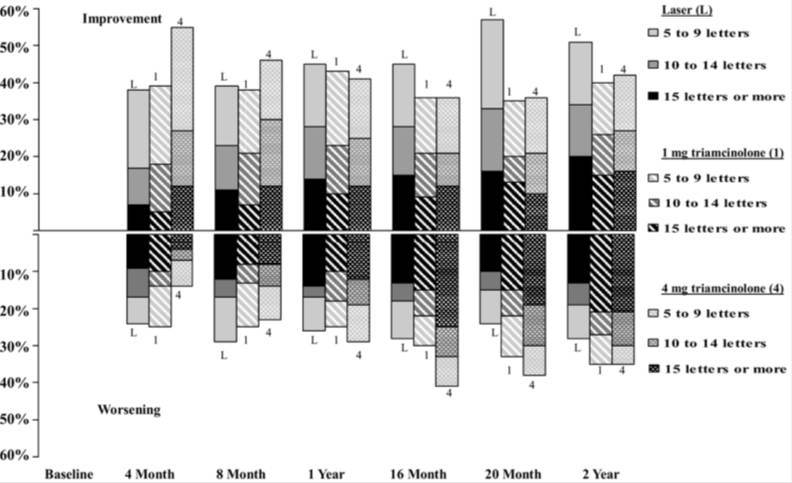 60%
Improvement
50%
40%
30%
20%
10%
10%
20%
30%
40%
50%
60%
Worsening
L 1 4
L 1 4
L 1 4
L 1 4
L 1 4
L 1 4
L 1 4
L 1 4
L 1 4
L 1 4
L 1 4
L 1 4
Baseline 4 Month 8 Month 1 Year 16 Month 20 Month 2 Year
Laser (L)
5 to 9 letters
10 to 14 letters
15 letters or more
1 mg triamcinolone (1)
5 to 9 letters
10 to 14 letters
15 letters or more
4 mg triamcinolone (4)
5 to 9 letters
10 to 14 letters
15 letters or more